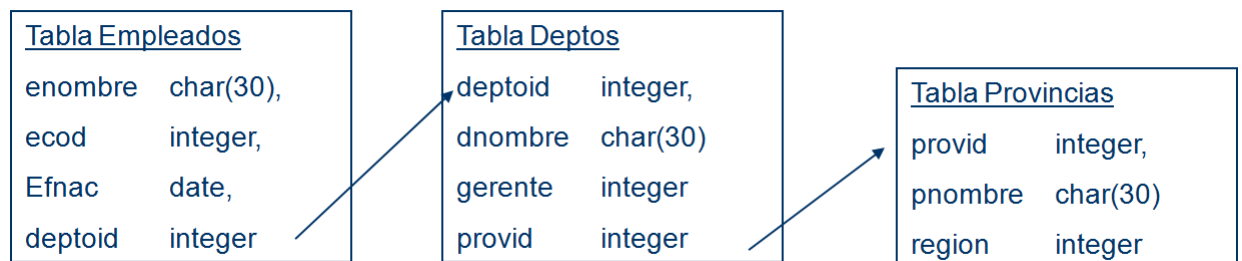 Tabla Empleados
enombre char(30),
ecod integer,
Efnac date,
deptoid integer
Tabla Deptos
deptoid integer,
dnombre char(30)
gerente integer
provid integer
Tabla Provincias
provid integer,
pnombre char(30)
region integer